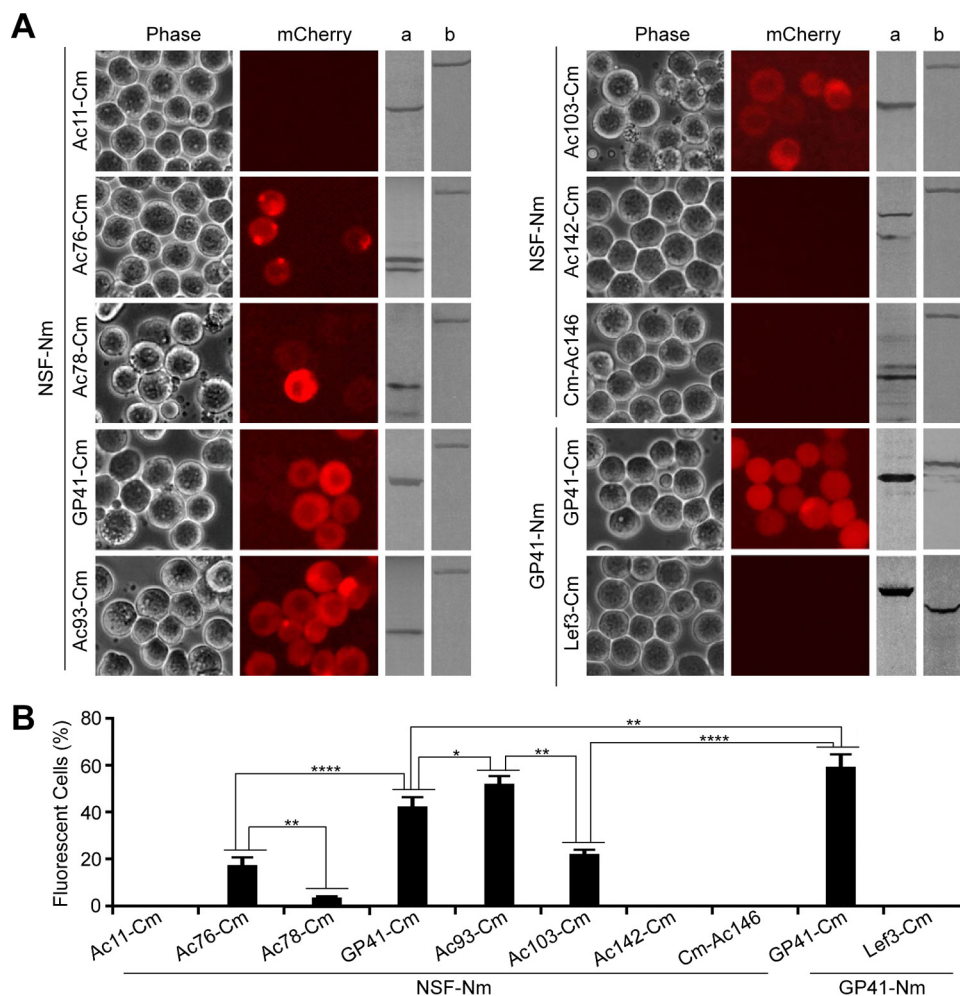 A
Phase mCherry a b
Phase mCherry a b
NSF-Nm
Ac11-Cm
Ac76-Cm
Ac78-Cm
GP41-Cm
Ac93-Cm
NSF-Nm
Ac103-Cm
Ac142-Cm
Cm-Ac146
GP41-Nm
GP41-Cm
Lef3-Cm
B
Fluorescent Cells (%)
80
60
40
20
0
**
****
**
*
**
****
Ac11-Cm Ac76-Cm Ac78-Cm GP41-Cm Ac93-Cm Ac103-Cm Ac142-Cm Cm-Ac146 GP41-Cm Lef3-Cm
NSF-Nm GP41-Nm